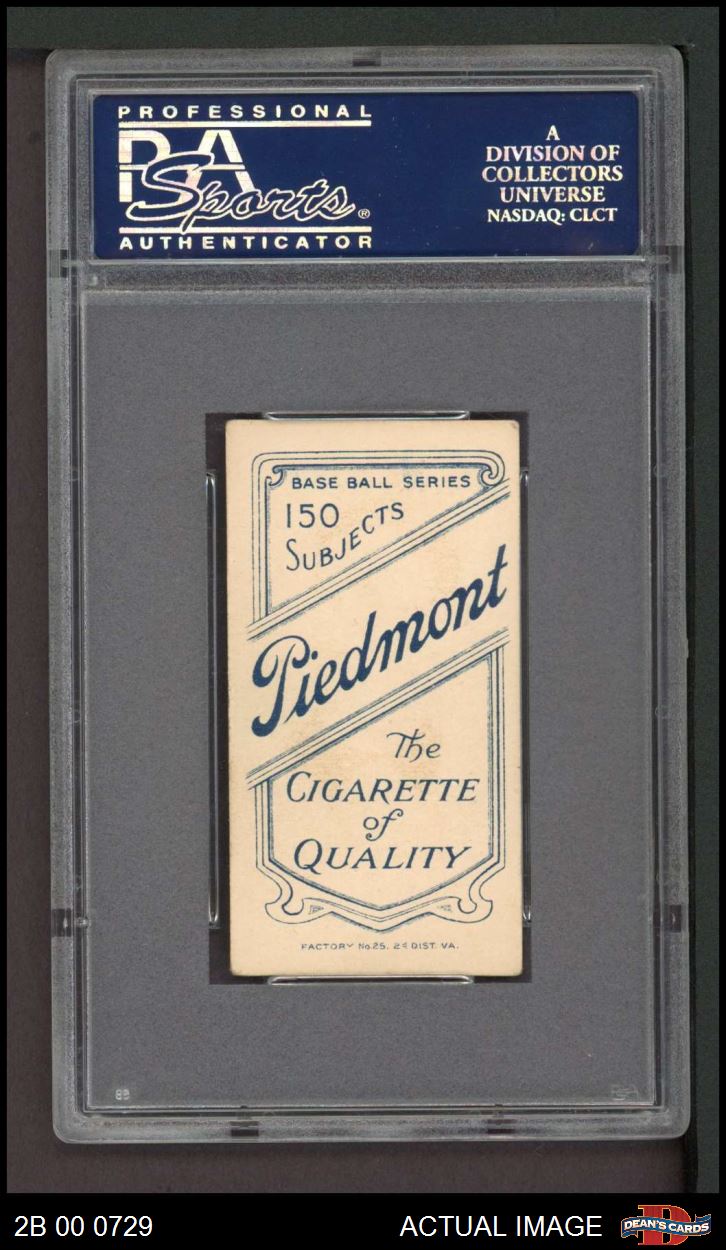 PROFESSIONAL
PSA
Sports®
AUTHENTICATOR
A
DIVISION OF
COLLECTORS
UNIVERSE
NASDAQ: CLCT
BASE BALL SERIES
150
SUBJECTS
Piedmont
The
CIGARETTE
of
QUALITY
FACTORY No.25. 2d DIST. VA.
2B 00 0729
ACTUAL IMAGE
DEAN'S CARDS